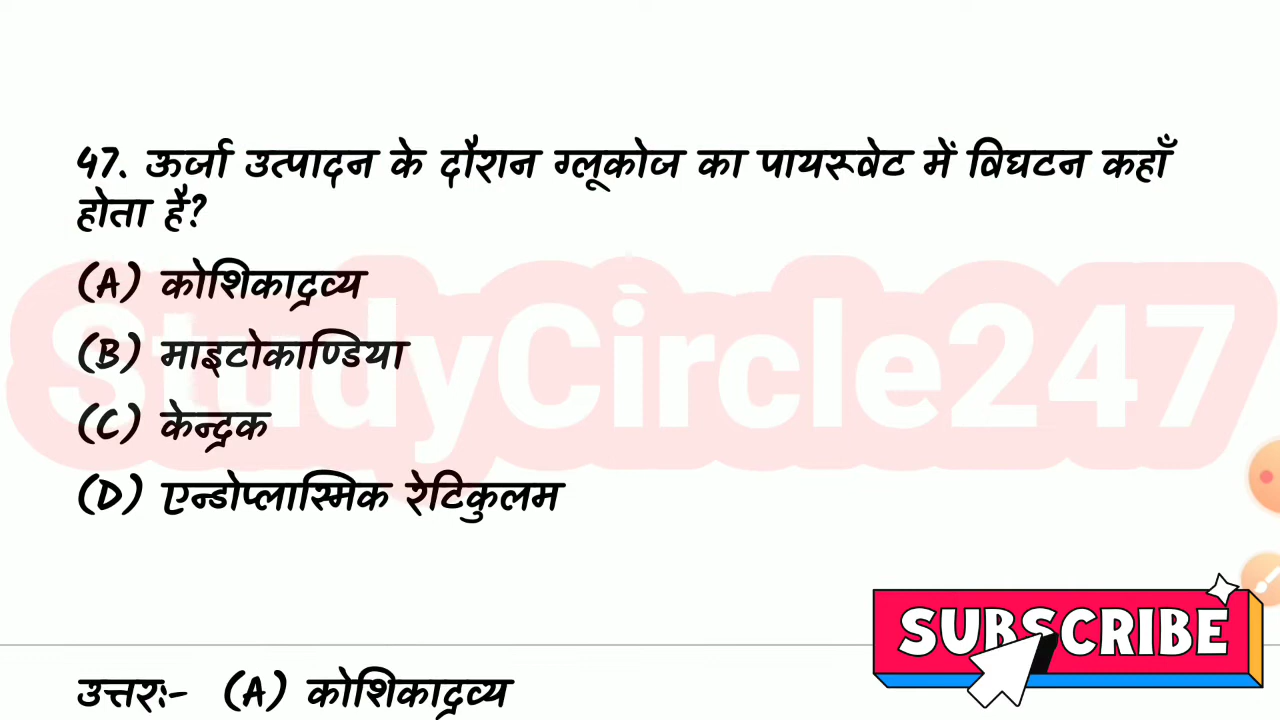 47. ऊर्जा उत्पादन के दौरान ग्लूकोज का पायरूवेट में विघटन कहाँ
होता है?
(A) कोशिकाद्रव्य
(B) माइटोकाण्डिया
(C) केन्द्रक
(D) एन्डोप्लास्मिक रेटिकुलम
StudyCircle247
SUBSCRIBE
उत्तरः- (A) कोशिकाद्रव्य